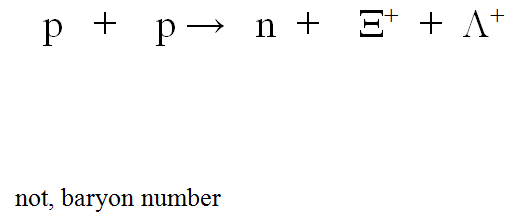 p + p → n + Ξ⁺ + Λ⁺
not, baryon number